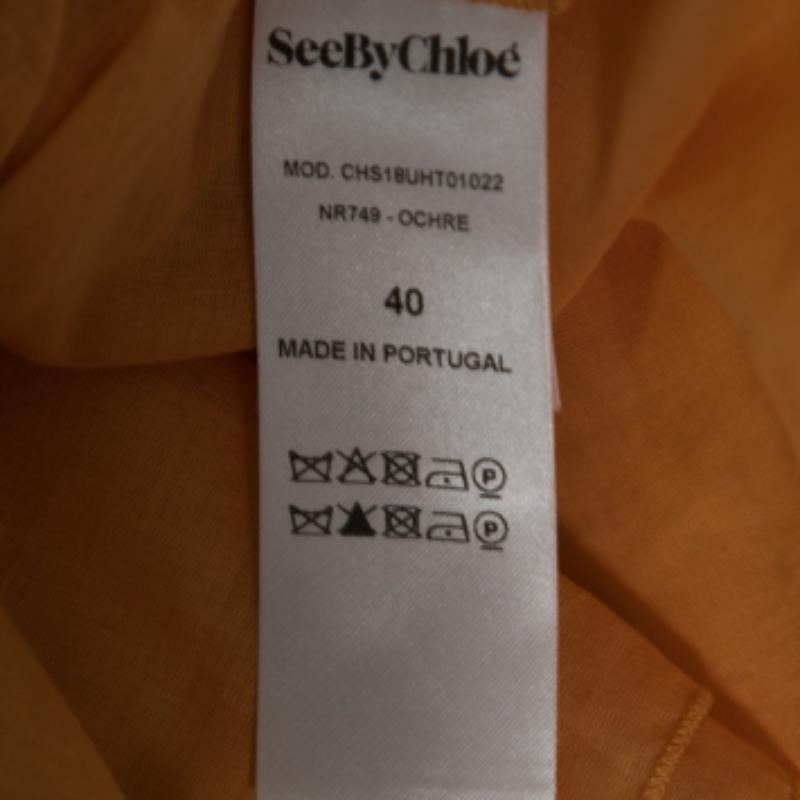 SeeByChloé
MOD. CHS18UHT01022
NR749 - OCHRE
40
MADE IN PORTUGAL
P
P